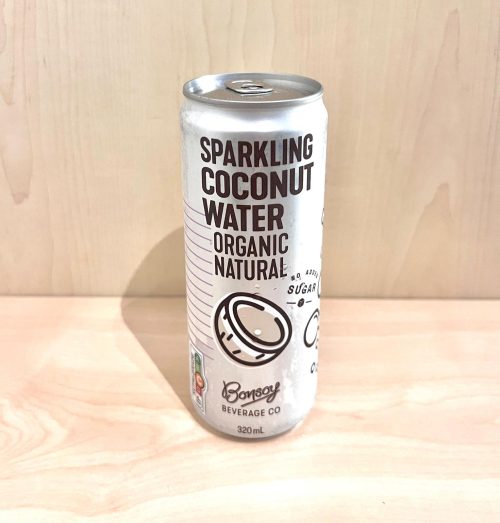 SPARKLING
COCONUT
WATER
ORGANIC
NATURAL
NO ADDED
SUGAR
Bonsoy
BEVERAGE CO
320mL